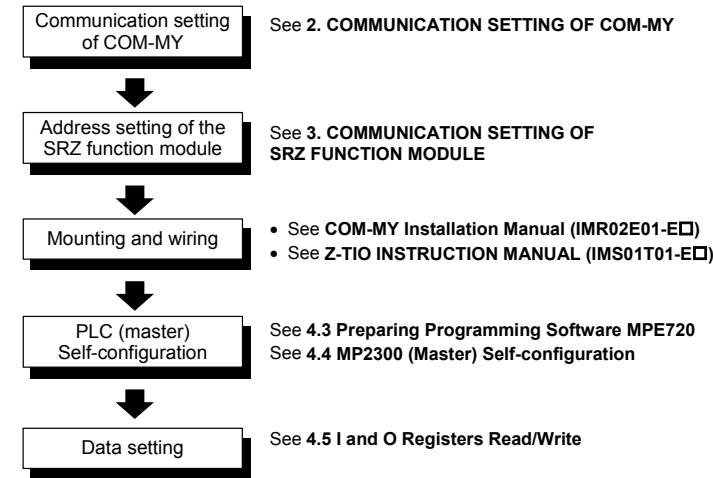 Communication setting
of COM-MY
See 2. COMMUNICATION SETTING OF COM-MY
Address setting of the
SRZ function module
See 3. COMMUNICATION SETTING OF
SRZ FUNCTION MODULE
Mounting and wiring
• See COM-MY Installation Manual (IMR02E01-E□)
• See Z-TIO INSTRUCTION MANUAL (IMS01T01-E□)
PLC (master)
Self-configuration
See 4.3 Preparing Programming Software MPE720
See 4.4 MP2300 (Master) Self-configuration
Data setting
See 4.5 I and O Registers Read/Write